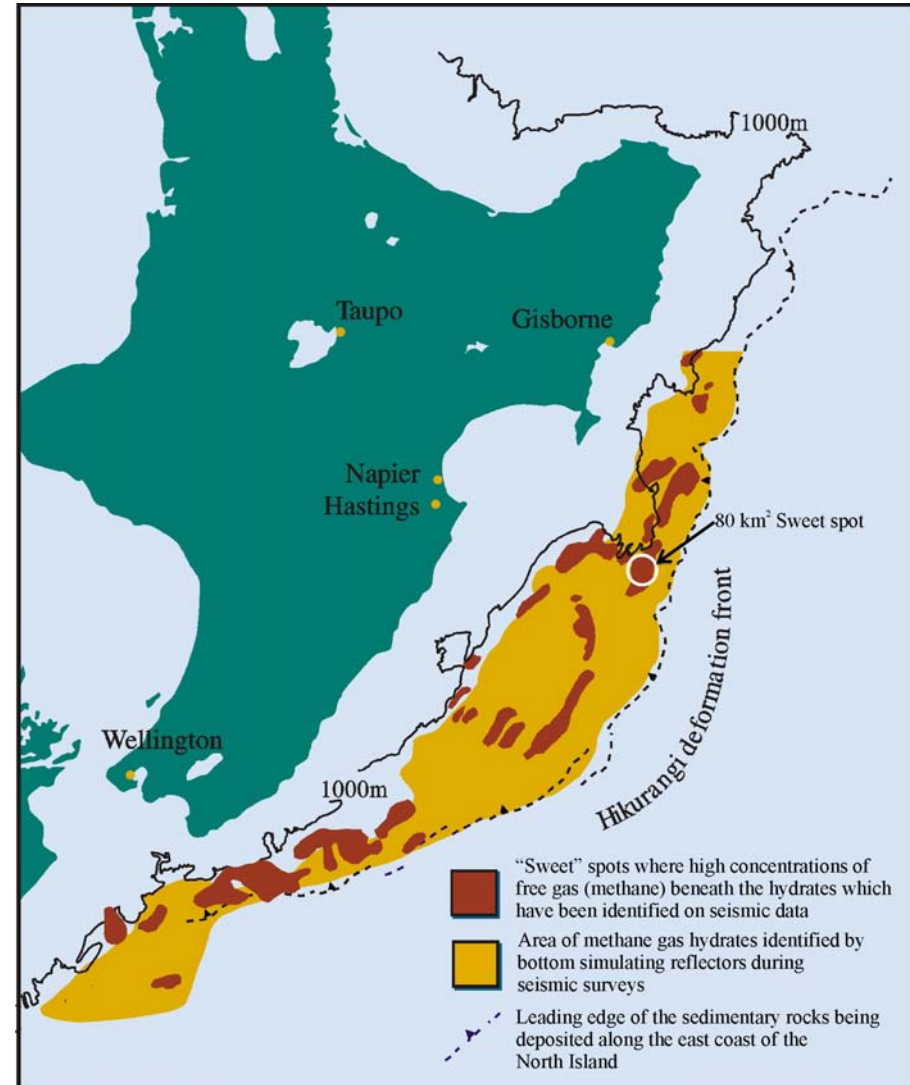 1000m
Taupo
Gisborne
Napier
Hastings
80 km² Sweet spot
Hikurangi deformation front
Wellington
1000m
“Sweet” spots where high concentrations of
free gas (methane) beneath the hydrates which
have been identified on seismic data
Area of methane gas hydrates identified by
bottom simulating reflectors during
seismic surveys
Leading edge of the sedimentary rocks being
deposited along the east coast of the
North Island